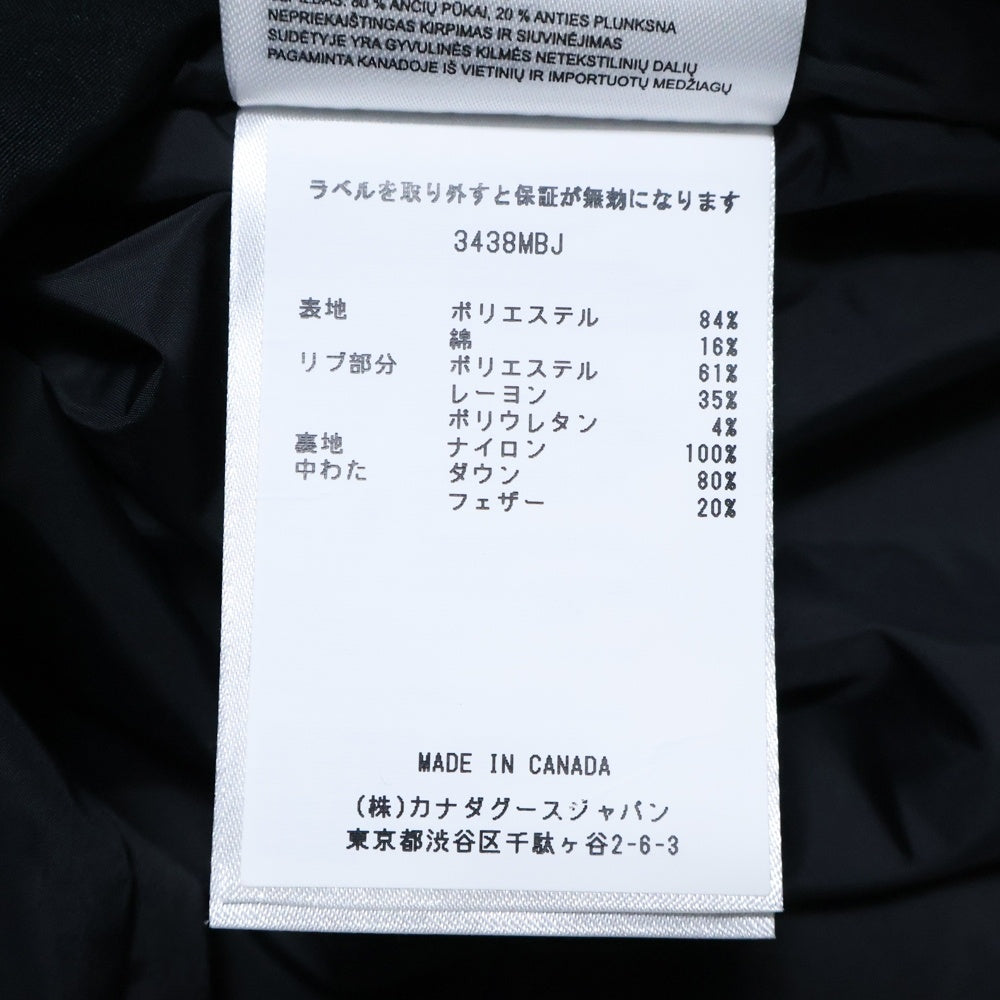 80 % ANČIŲ PŪKAI, 20 % ANTIES PLUNKSNA
NEPRIEKAIŠTINGAS KIRPIMAS IR SIUVINĖJIMAS
SUDĖTYJE YRA GYVULINĖS KILMĖS NETEKSTILINIŲ DALIŲ
PAGAMINTA KANADOJE IŠ VIETINIŲ IR IMPORTUOTŲ MEDŽIAGŲ
ラベルを取り外すと保証が無効になります
3438MBJ
表地 ポリエステル 84%
綿 16%
リブ部分 ポリエステル 61%
レーヨン 35%
ポリウレタン 4%
裏地 ナイロン 100%
中わた ダウン 80%
フェザー 20%
MADE IN CANADA
(株)カナダグースジャパン
東京都渋谷区千駄ヶ谷2-6-3